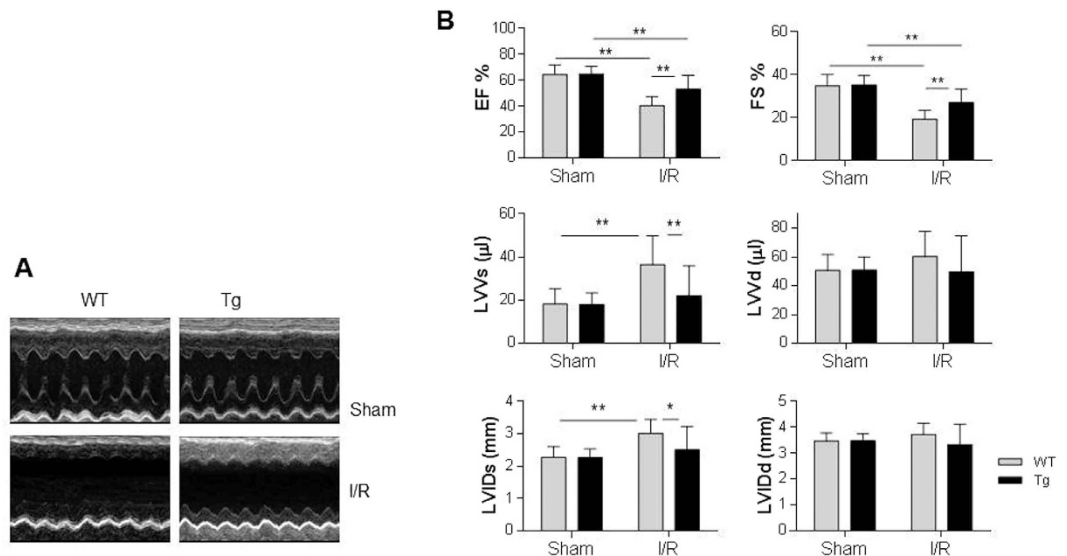 A
WT Tg
Sham
I/R
B
EF %
100
80
60
40
20
0
**
**
**
Sham I/R
FS %
60
40
20
0
**
**
**
Sham I/R
LVVs (µl)
60
40
20
0
**
**
Sham I/R
LVVd (µl)
80
60
40
20
0
Sham I/R
LVIDs (mm)
4
3
2
1
0
**
*
Sham I/R
LVIDd (mm)
5
4
3
2
1
0
Sham I/R
WT
Tg